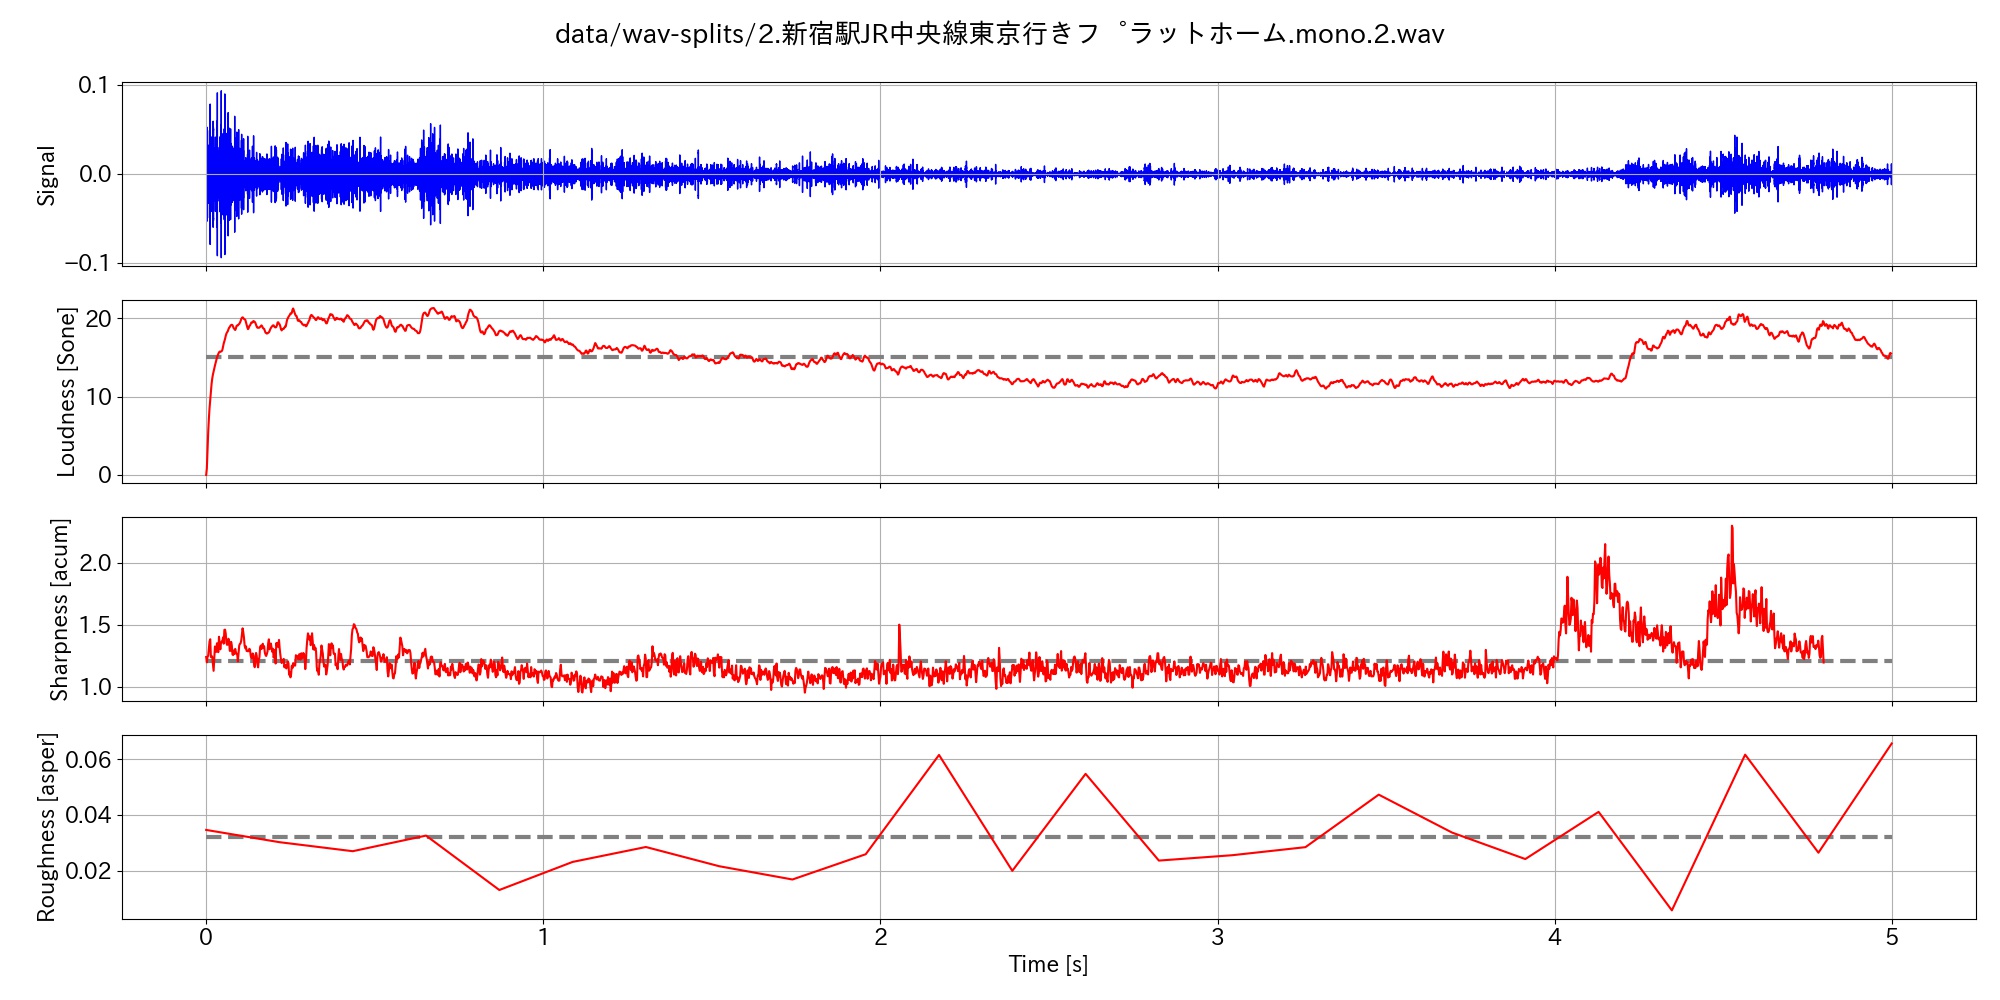 data/wav-splits/2.新宿駅JR中央線東京行きプラットホーム.mono.2.wav
0.1
0.0
−0.1
Signal
20
10
0
Loudness [Sone]
2.0
1.5
1.0
Sharpness [acum]
0.06
0.04
0.02
Roughness [asper]
0 1 2 3 4 5
Time [s]